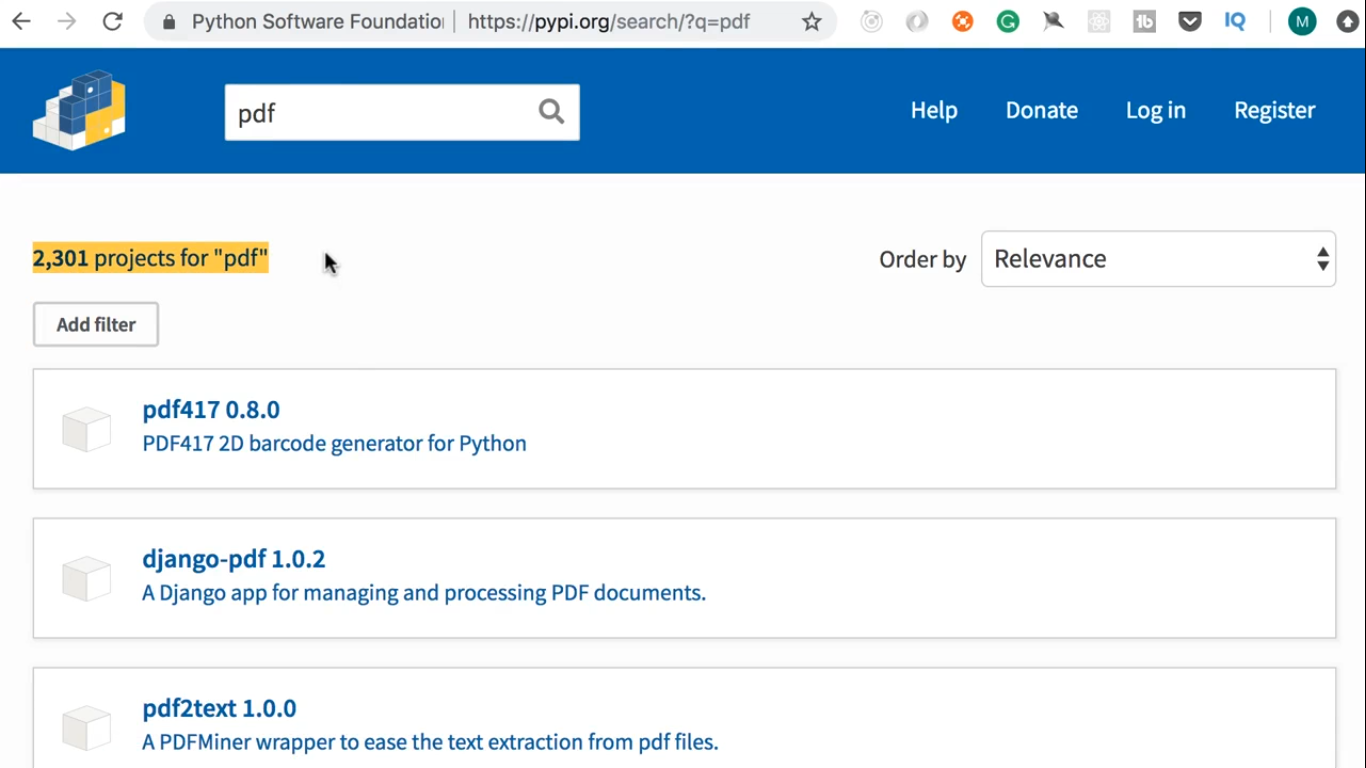 Python Software Foundation | https://pypi.org/search/?q=pdf
M
pdf
Help
Donate
Log in
Register
2,301 projects for "pdf"
Order by
Relevance
Add filter
pdf417 0.8.0
PDF417 2D barcode generator for Python
django-pdf 1.0.2
A Django app for managing and processing PDF documents.
pdf2text 1.0.0
A PDFMiner wrapper to ease the text extraction from pdf files.